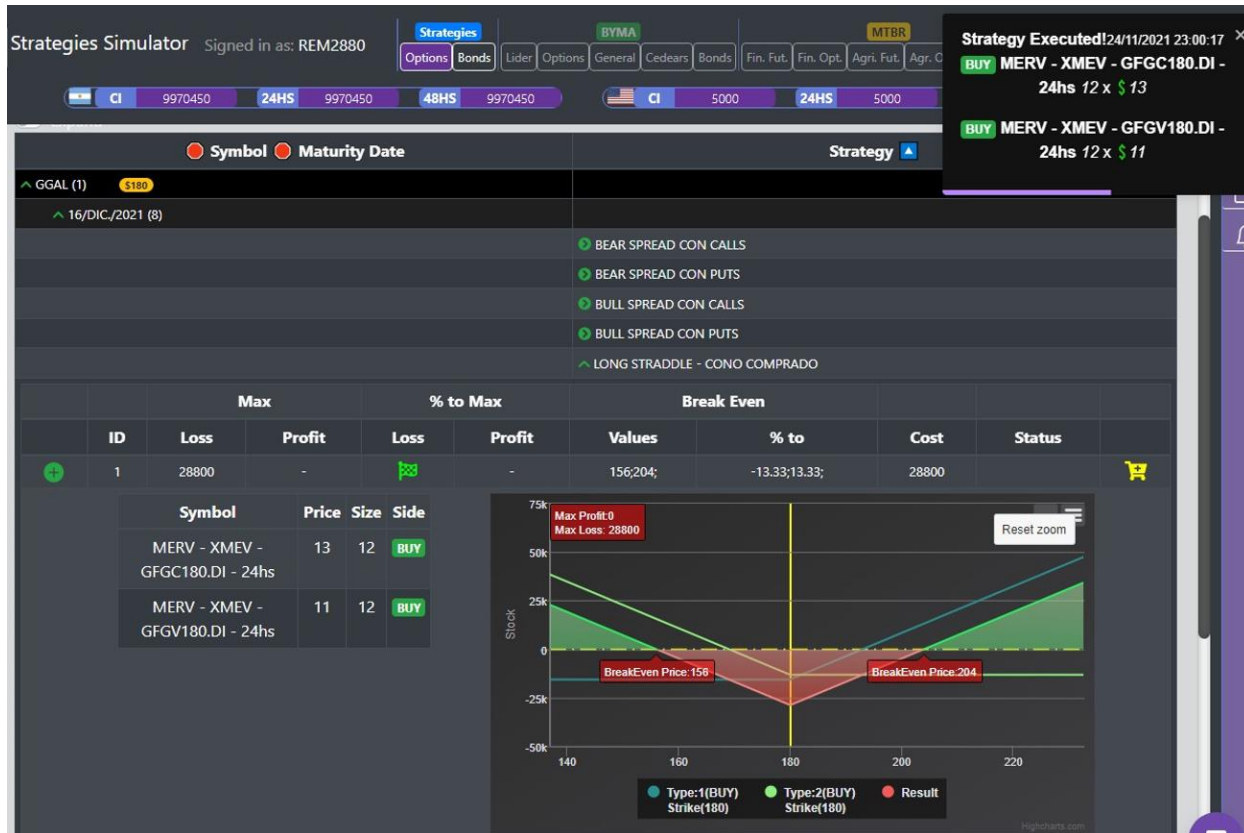 Strategies Simulator Signed in as: REM2880
Strategies
Options Bonds
BYMA
Lider Options General Cedears Bonds
MTBR
Fin. Fut. Fin. Opt. Agri. Fut. Agr. O
Strategy Executed!24/11/2021 23:00:17 ×
BUY MERV - XMEV - GFGC180.DI -
24hs 12 x $ 13
BUY MERV - XMEV - GFGV180.DI -
24hs 12 x $ 11
CI 9970450 24HS 9970450 48HS 9970450
CI 5000 24HS 5000
Symbol Maturity Date Strategy
GGAL (1) $180
16/DIC./2021 (8)
BEAR SPREAD CON CALLS
BEAR SPREAD CON PUTS
BULL SPREAD CON CALLS
BULL SPREAD CON PUTS
LONG STRADDLE - CONO COMPRADO
Max % to Max Break Even
ID Loss Profit Loss Profit Values % to Cost Status
1 28800 - - 156;204; -13.33;13.33; 28800
Symbol Price Size Side
MERV - XMEV -
GFGC180.DI - 24hs
13 12 BUY
MERV - XMEV -
GFGV180.DI - 24hs
11 12 BUY
Max Profit:0
Max Loss: 28800
Reset zoom
75k
50k
25k
0
-25k
-50k
Stock
BreakEven Price:156
BreakEven Price:204
140 160 180 200 220
Type:1(BUY)
Strike(180)
Type:2(BUY)
Strike(180)
Result
Highcharts.com